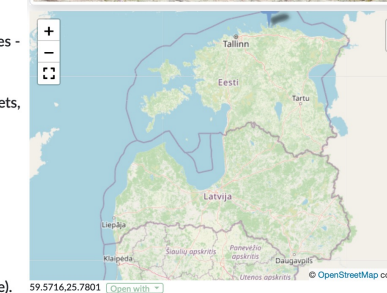 +
es -
−
Tallinn
Eesti
Tartu
ets,
Latvija
Liepāja
Šiauļu apskritis
Panevėžio
apskritis
Klaipėda
Daugavpils
Utenos apskritis
© OpenStreetMap co
e).
59.5716,25.7801 Open with